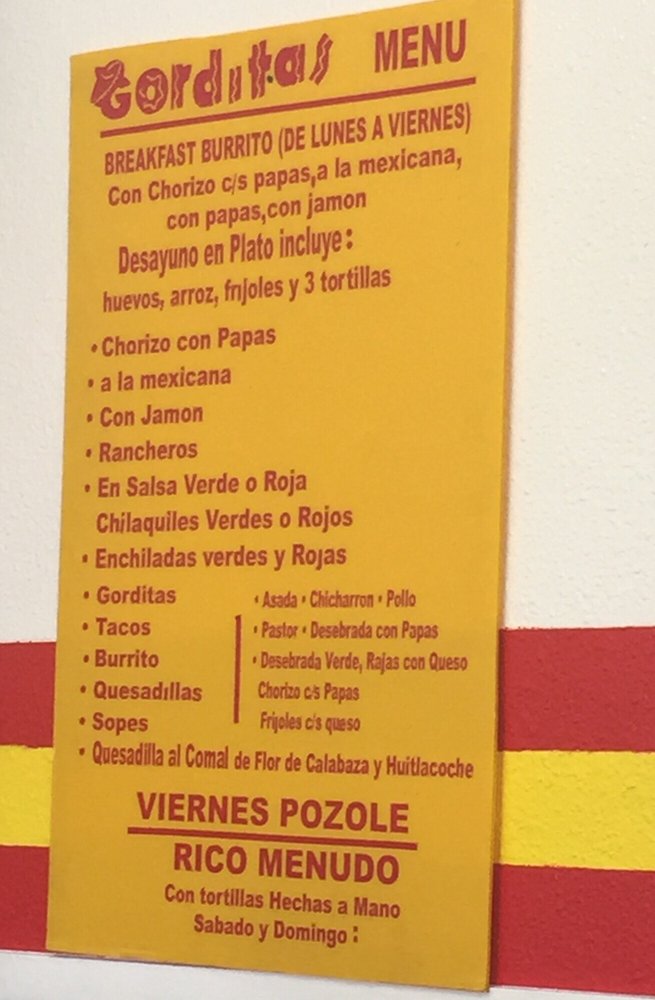 Gorditas MENU
BREAKFAST BURRITO (DE LUNES A VIERNES)
Con Chorizo c/s papas,a la mexicana,
con papas,con jamon
Desayuno en Plato incluye:
huevos, arroz, frijoles y 3 tortillas
• Chorizo con Papas
• a la mexicana
• Con Jamon
• Rancheros
• En Salsa Verde o Roja
Chilaquiles Verdes o Rojos
• Enchiladas verdes y Rojas
• Gorditas
• Tacos
• Burrito
• Quesadillas
• Sopes
• Asada • Chicharron • Pollo
• Pastor • Desebrada con Papas
• Desebrada Verde, Rajas con Queso
Chorizo c/s Papas
Frijoles c/s queso
• Quesadilla al Comal de Flor de Calabaza y Huitlacoche
VIERNES POZOLE
RICO MENUDO
Con tortillas Hechas a Mano
Sabado y Domingo :